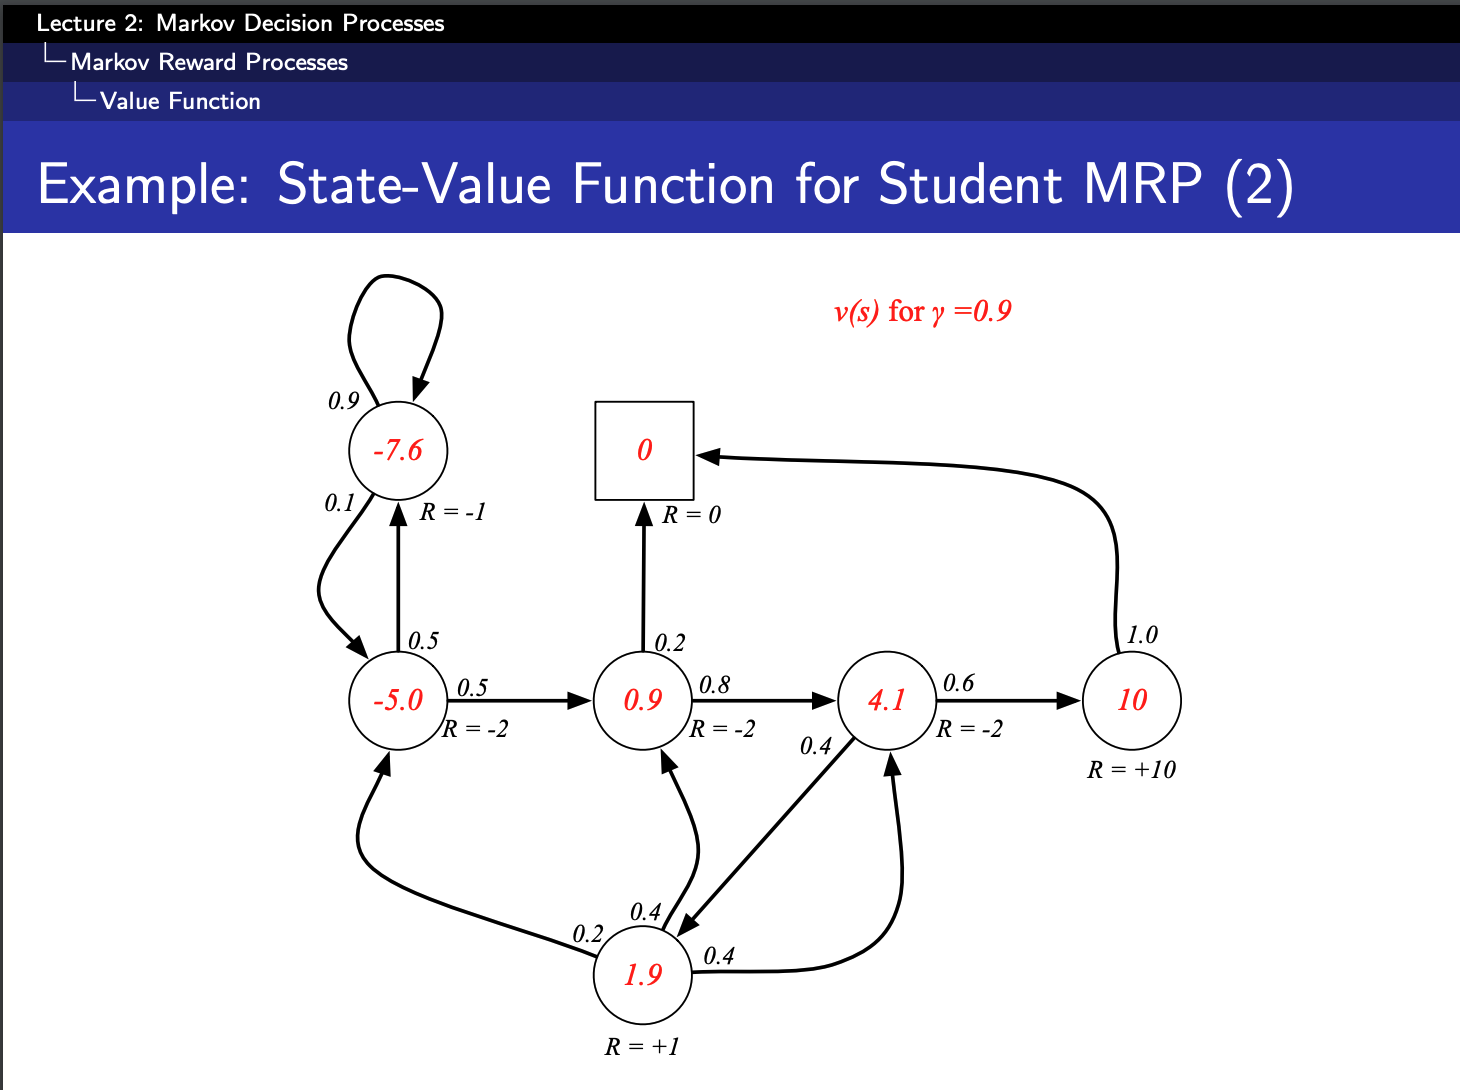 Lecture 2: Markov Decision Processes
Markov Reward Processes
Value Function
Example: State-Value Function for Student MRP (2)
v(s) for γ =0.9
0.9
-7.6
0
0.1
R = -1
R = 0
0.5
0.2
1.0
-5.0
0.5
R = -2
0.9
0.8
R = -2
4.1
0.6
R = -2
10
0.4
R = +10
0.4
0.2
0.4
1.9
R = +1